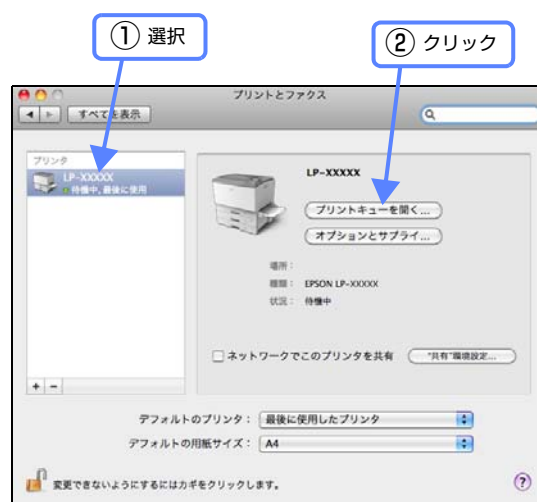 ① 選択
② クリック
プリントとファクス
すべてを表示
プリンタ
LP-XXXXX
待機中, 最後に使用
LP-XXXXX
プリントキューを開く...
オプションとサプライ...
場所：
種類： EPSON LP-XXXXX
状況： 待機中
ネットワークでこのプリンタを共有
"共有"環境設定...
+ −
デフォルトのプリンタ： 最後に使用したプリンタ
デフォルトの用紙サイズ： A4
変更できないようにするにはカギをクリックします。
?